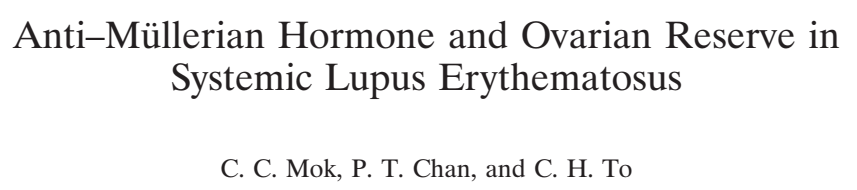 Anti–Müllerian Hormone and Ovarian Reserve in
Systemic Lupus Erythematosus
C. C. Mok, P. T. Chan, and C. H. To